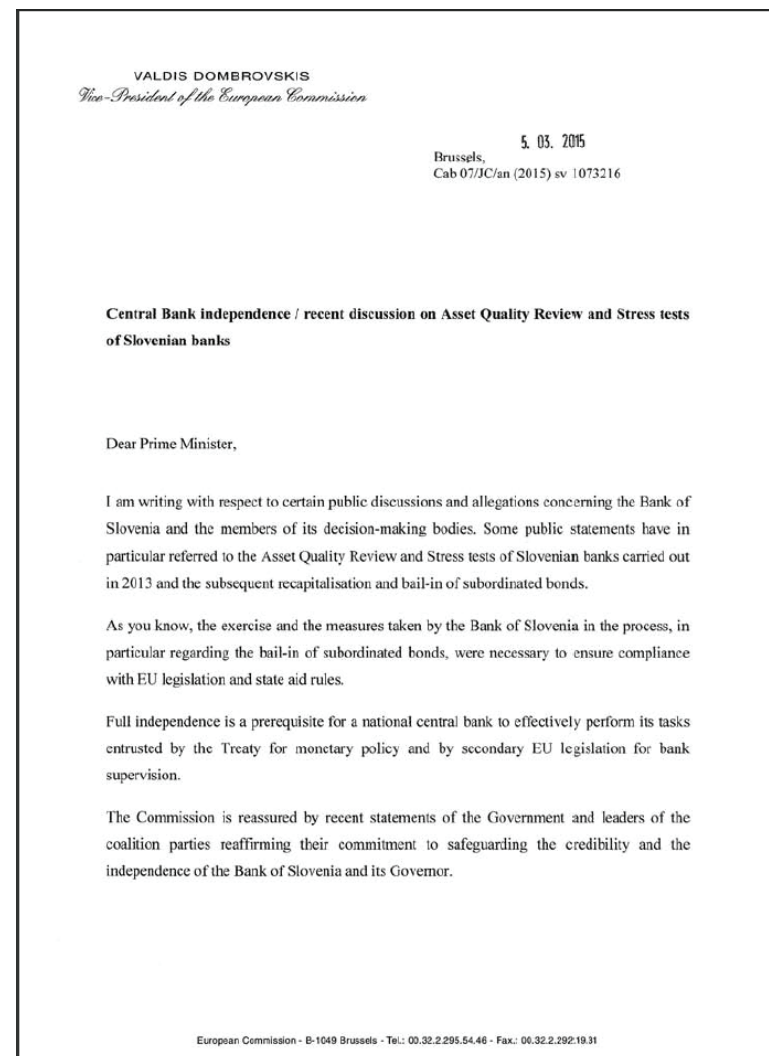 VALDIS DOMBROVSKIS
Vice-President of the European Commission
5. 03. 2015
Brussels,
Cab 07/JC/an (2015) sv 1073216
Central Bank independence / recent discussion on Asset Quality Review and Stress tests
of Slovenian banks
Dear Prime Minister,
I am writing with respect to certain public discussions and allegations concerning the Bank of
Slovenia and the members of its decision-making bodies. Some public statements have in
particular referred to the Asset Quality Review and Stress tests of Slovenian banks carried out
in 2013 and the subsequent recapitalisation and bail-in of subordinated bonds.
As you know, the exercise and the measures taken by the Bank of Slovenia in the process, in
particular regarding the bail-in of subordinated bonds, were necessary to ensure compliance
with EU legislation and state aid rules.
Full independence is a prerequisite for a national central bank to effectively perform its tasks
entrusted by the Treaty for monetary policy and by secondary EU legislation for bank
supervision.
The Commission is reassured by recent statements of the Government and leaders of the
coalition parties reaffirming their commitment to safeguarding the credibility and the
independence of the Bank of Slovenia and its Governor.
European Commission - B-1049 Brussels - Tel.: 00.32.2.295.54.46 - Fax.: 00.32.2.292.19.31